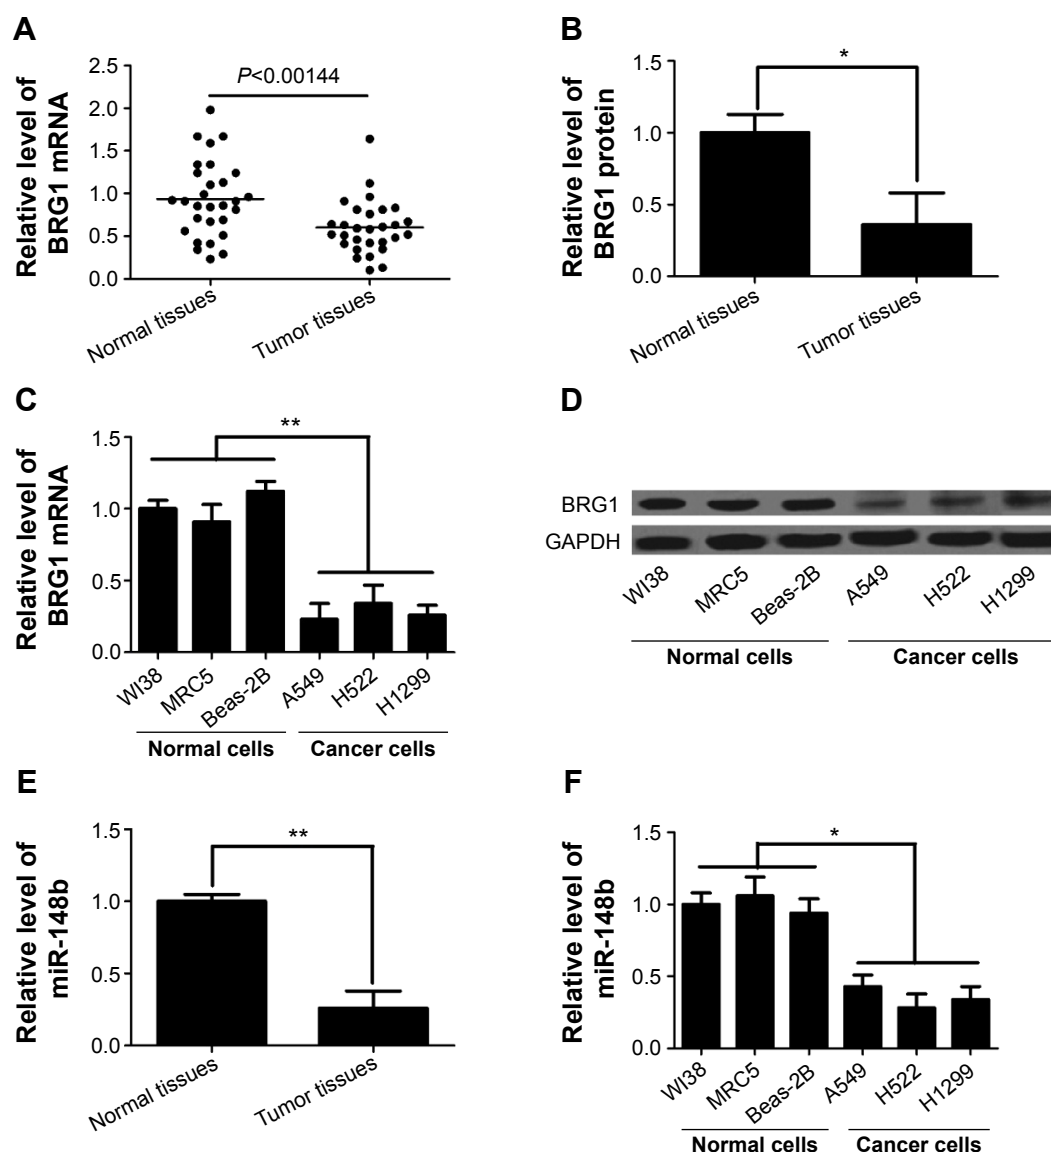 A
Relative level of
BRG1 mRNA
2.5
2.0
1.5
1.0
0.5
0.0
P<0.00144
Normal tissues
Tumor tissues
B
Relative level of
BRG1 protein
1.5
1.0
0.5
0.0
*
Normal tissues
Tumor tissues
C
Relative level of
BRG1 mRNA
1.5
1.0
0.5
0.0
**
WI38
MRC5
Beas-2B
A549
H522
H1299
Normal cells
Cancer cells
D
BRG1
GAPDH
WI38
MRC5
Beas-2B
A549
H522
H1299
Normal cells
Cancer cells
E
Relative level of
miR-148b
1.5
1.0
0.5
0.0
**
Normal tissues
Tumor tissues
F
Relative level of
miR-148b
1.5
1.0
0.5
0.0
*
WI38
MRC5
Beas-2B
A549
H522
H1299
Normal cells
Cancer cells